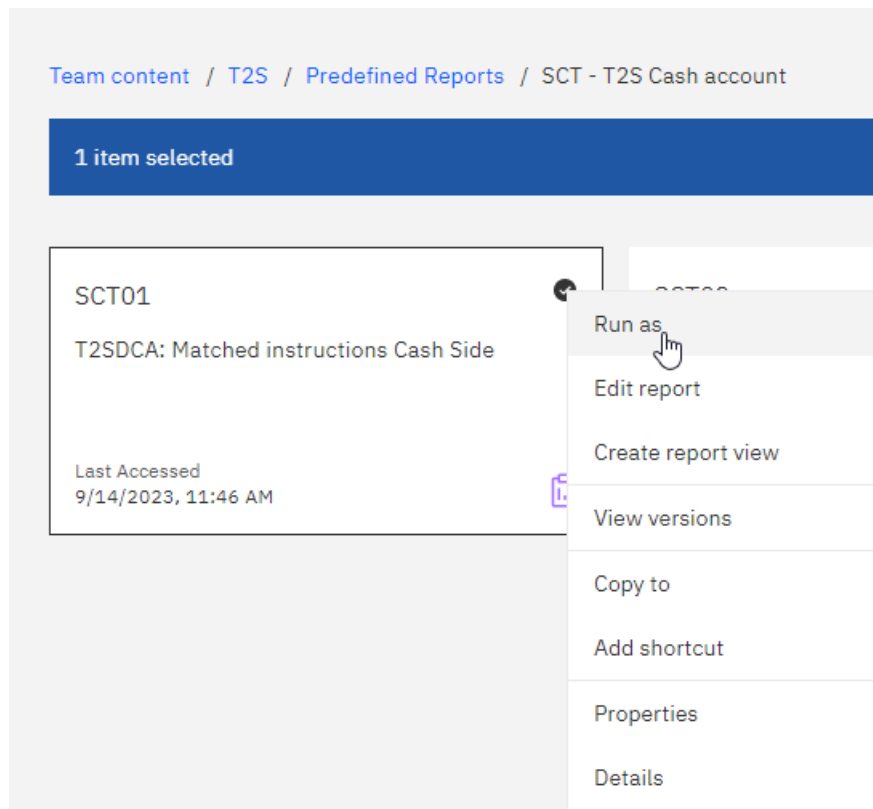 Team content / T2S / Predefined Reports / SCT - T2S Cash account
1 item selected
SCT01
T2SDCA: Matched instructions Cash Side
Last Accessed
9/14/2023, 11:46 AM
Run as
Edit report
Create report view
View versions
Copy to
Add shortcut
Properties
Details